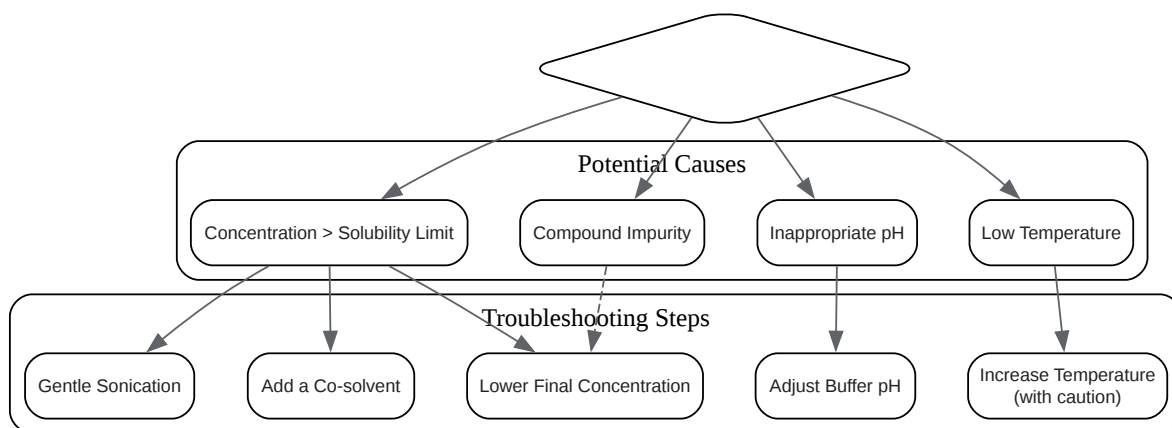 Potential Causes
Concentration > Solubility Limit
Compound Impurity
Inappropriate pH
Low Temperature
Troubleshooting Steps
Gentle Sonication
Add a Co-solvent
Lower Final Concentration
Adjust Buffer pH
Increase Temperature
(with caution)